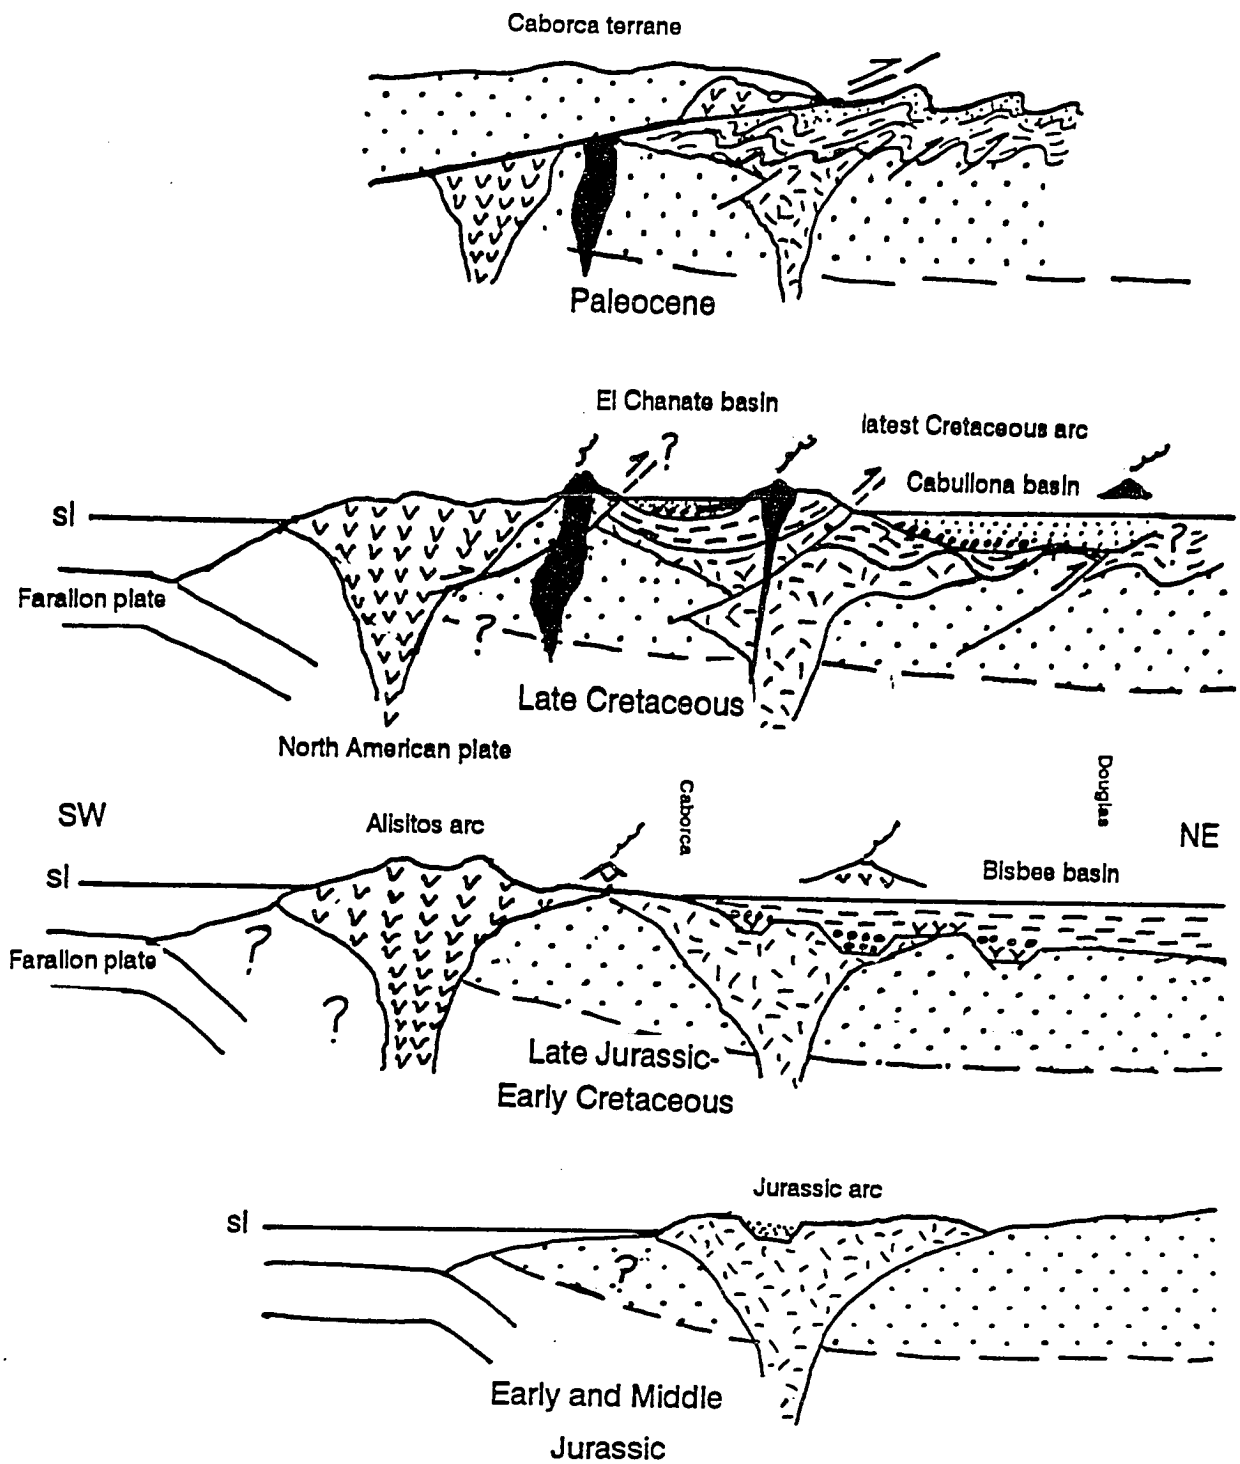 Caborca terrane
Paleocene
El Chanate basin
latest Cretaceous arc
?
Cabullona basin
sl
?
Farallon plate
?
Late Cretaceous
North American plate
Caborca
Douglas
SW
NE
Alisitos arc
sl
Bisbee basin
?
Farallon plate
?
Late Jurassic-
Early Cretaceous
Jurassic arc
sl
?
Early and Middle
Jurassic